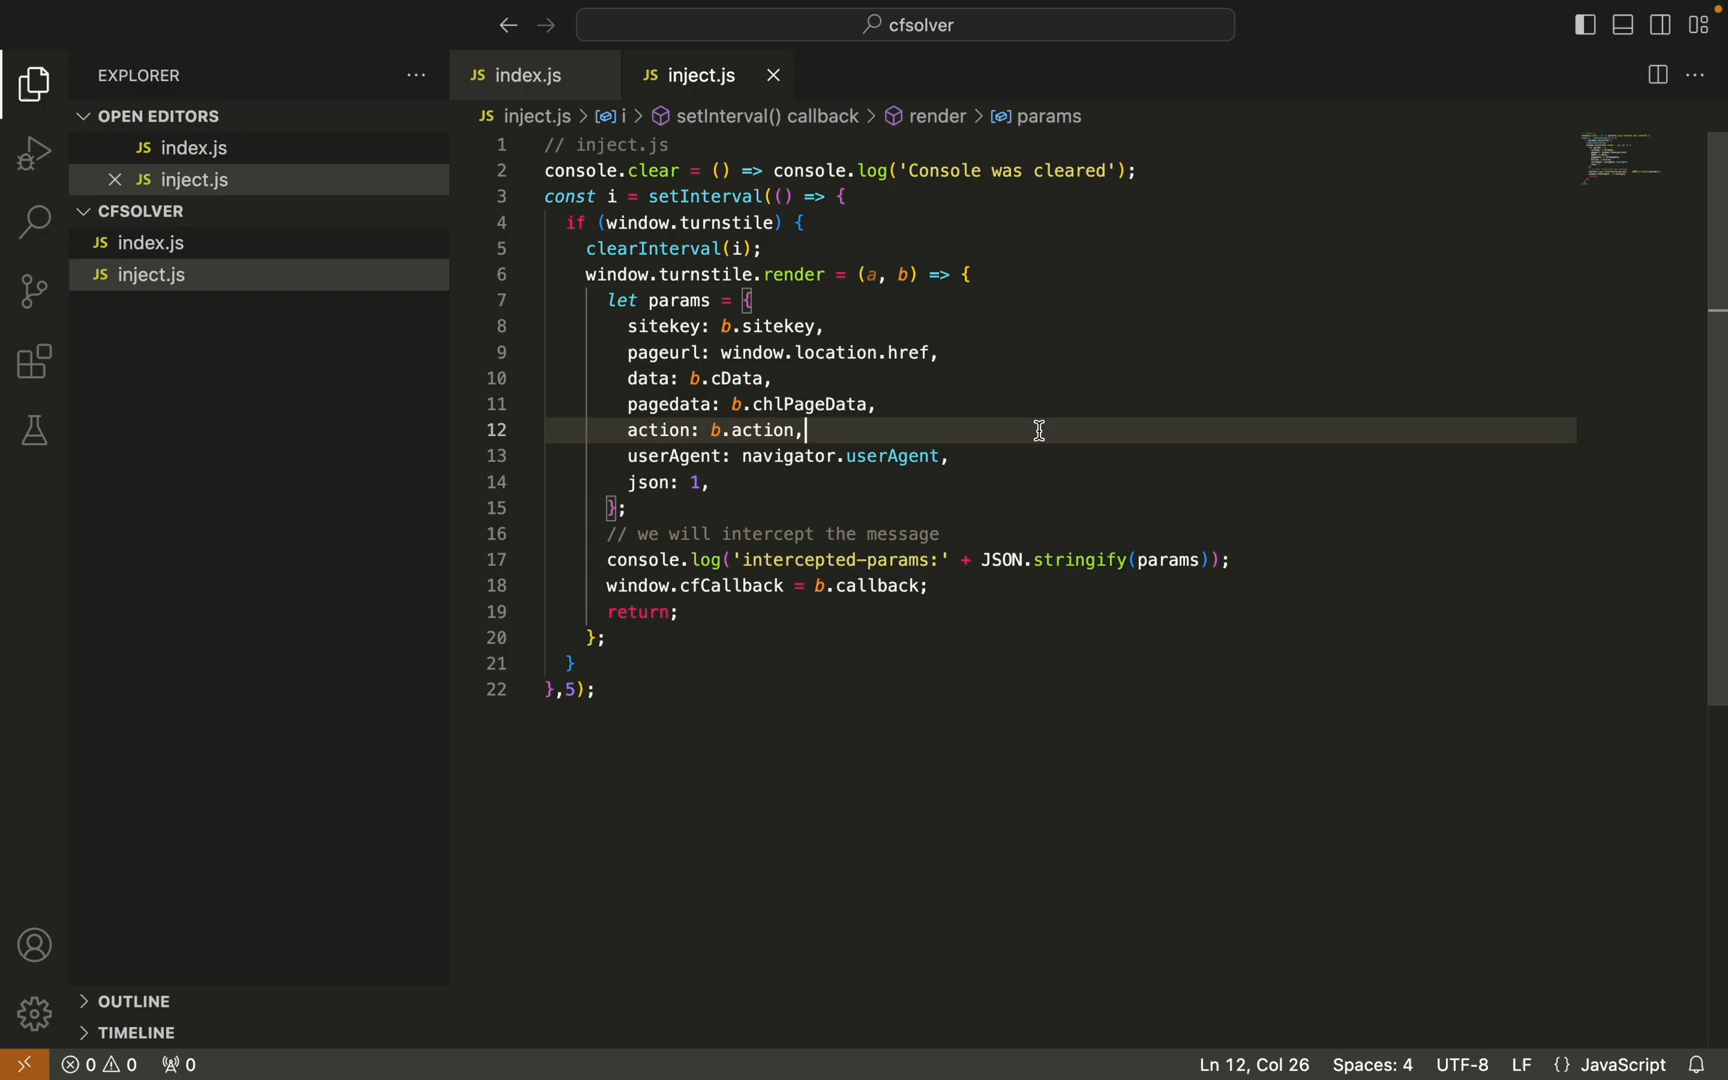 cfsolver
EXPLORER
OPEN EDITORS
JS index.js
JS inject.js
CFSOLVER
JS index.js
JS inject.js
OUTLINE
TIMELINE
JS index.js JS inject.js
JS inject.js > i > setInterval() callback > render > params
1 // inject.js
2 console.clear = () => console.log('Console was cleared');
3 const i = setInterval(() => {
4 if (window.turnstile) {
5 clearInterval(i);
6 window.turnstile.render = (a, b) => {
7 let params = {
8 sitekey: b.sitekey,
9 pageurl: window.location.href,
10 data: b.cData,
11 pagedata: b.chlPageData,
12 action: b.action,
13 userAgent: navigator.userAgent,
14 json: 1,
15 };
16 // we will intercept the message
17 console.log('intercepted-params:' + JSON.stringify(params));
18 window.cfCallback = b.callback;
19 return;
20 };
21 }
22 },5);
0 0 0 Ln 12, Col 26 Spaces: 4 UTF-8 LF {} JavaScript